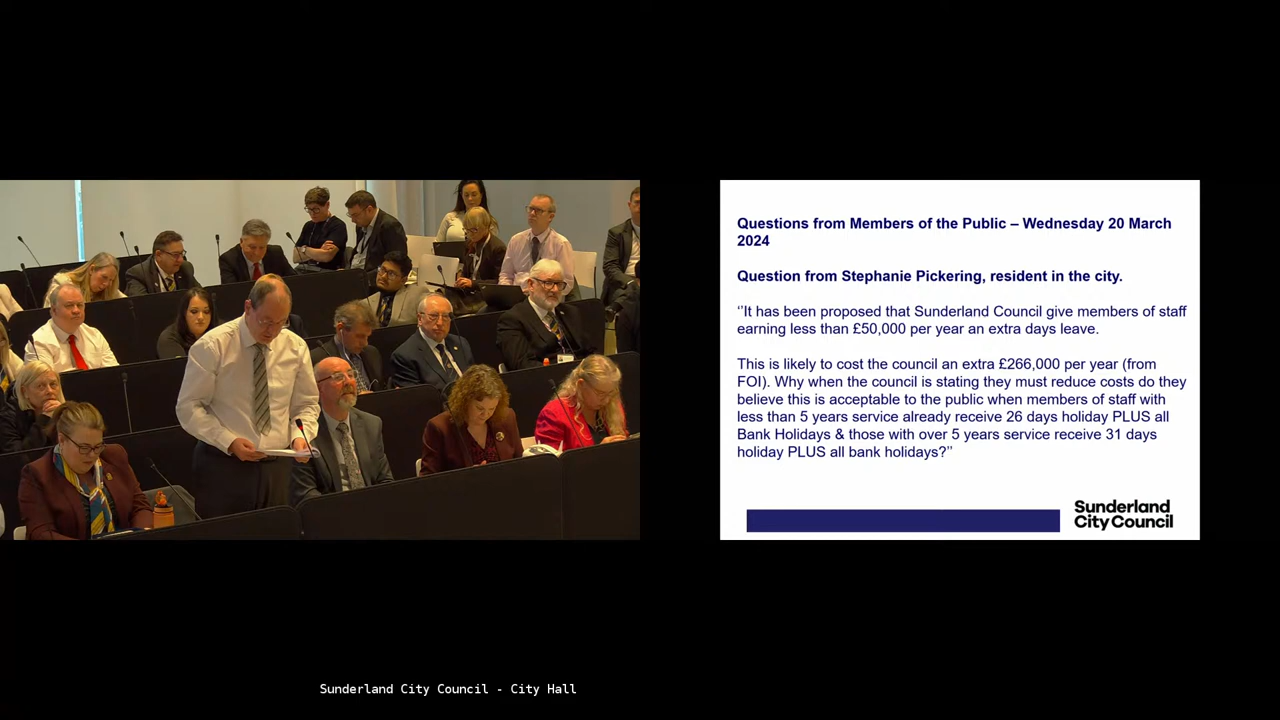 Questions from Members of the Public – Wednesday 20 March
2024
Question from Stephanie Pickering, resident in the city.
‘’It has been proposed that Sunderland Council give members of staff
earning less than £50,000 per year an extra days leave.
This is likely to cost the council an extra £266,000 per year (from
FOI). Why when the council is stating they must reduce costs do they
believe this is acceptable to the public when members of staff with
less than 5 years service already receive 26 days holiday PLUS all
Bank Holidays & those with over 5 years service receive 31 days
holiday PLUS all bank holidays?’’
Sunderland
City Council
Sunderland City Council - City Hall